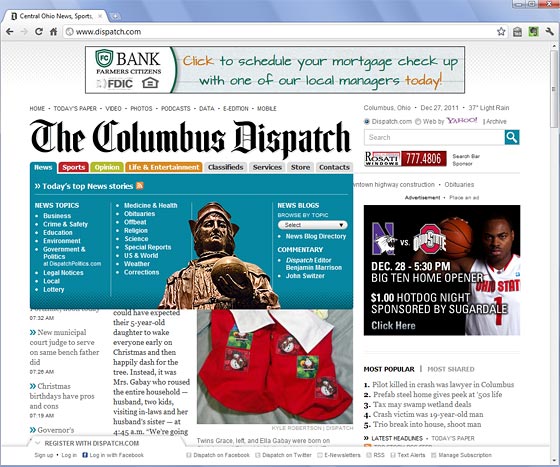 Central Ohio News, Sports,
www.dispatch.com
FC BANK
FARMERS CITIZENS
FDIC
Click to schedule your mortgage check up
with one of our local managers today!
HOME • TODAY'S PAPER • VIDEO • PHOTOS • PODCASTS • DATA • E-EDITION • MOBILE
Columbus, Ohio • Dec 27, 2011 • 37° Light Rain
The Columbus Dispatch
Dispatch.com Web by YAHOO! | Archive
Search
ROSATI WINDOWS 777.4806
Search Bar
Sponsor
News Sports Opinion Life & Entertainment Classifieds Services Store Contacts
» Today's top News stories
wntown highway construction • Obituaries
NEWS TOPICS
• Business
• Crime & Safety
• Education
• Environment
• Government &
Politics
at DispatchPolitics.com
• Legal Notices
• Local
• Lottery
• Medicine & Health
• Obituaries
• Offbeat
• Religion
• Science
• Special Reports
• US & World
• Weather
• Corrections
NEWS BLOGS
BROWSE BY TOPIC
Select
• News Blog Directory
COMMENTARY
• Dispatch Editor
Benjamin Marrison
• John Switzer
Advertisement • Place an ad
N VS. OHIO STATE
DEC. 28 - 5:30 PM
BIG TEN HOME OPENER
$1.00 HOTDOG NIGHT
SPONSORED BY SUGARDALE
Click Here
OHIO ST
07:32 AM
» New municipal
court judge to serve
on same bench father
did
» Christmas
birthdays have pros
and cons
07:19 AM
» Governor's
could have expected
their 5-year-old
daughter to wake
everyone early on
Christmas and then
happily dash for the
tree. Instead, it was
Mrs. Gabay who roused
the entire household —
husband, two kids,
visiting in-laws and
her husband's sister — at
4:45 a.m. "We're going
KYLE ROBERTSON | DISPATCH
Twins Grace, left, and Ella Gabay were born on
MOST POPULAR | MOST SHARED
1. Pilot killed in crash was lawyer in Columbus
2. Prefab steel home gives peek at '50s life
3. Tax may swamp wetland deals
4. Crash victim was 19-year-old man
5. Trio break into house, shoot man
» LATEST HEADLINES • TODAY'S PAPER
REGISTER WITH DISPATCH.COM
Sign up • Log in Log in with Facebook
Dispatch on Facebook Dispatch on Twitter E-Newsletters RSS Text Alerts Manage Subscription